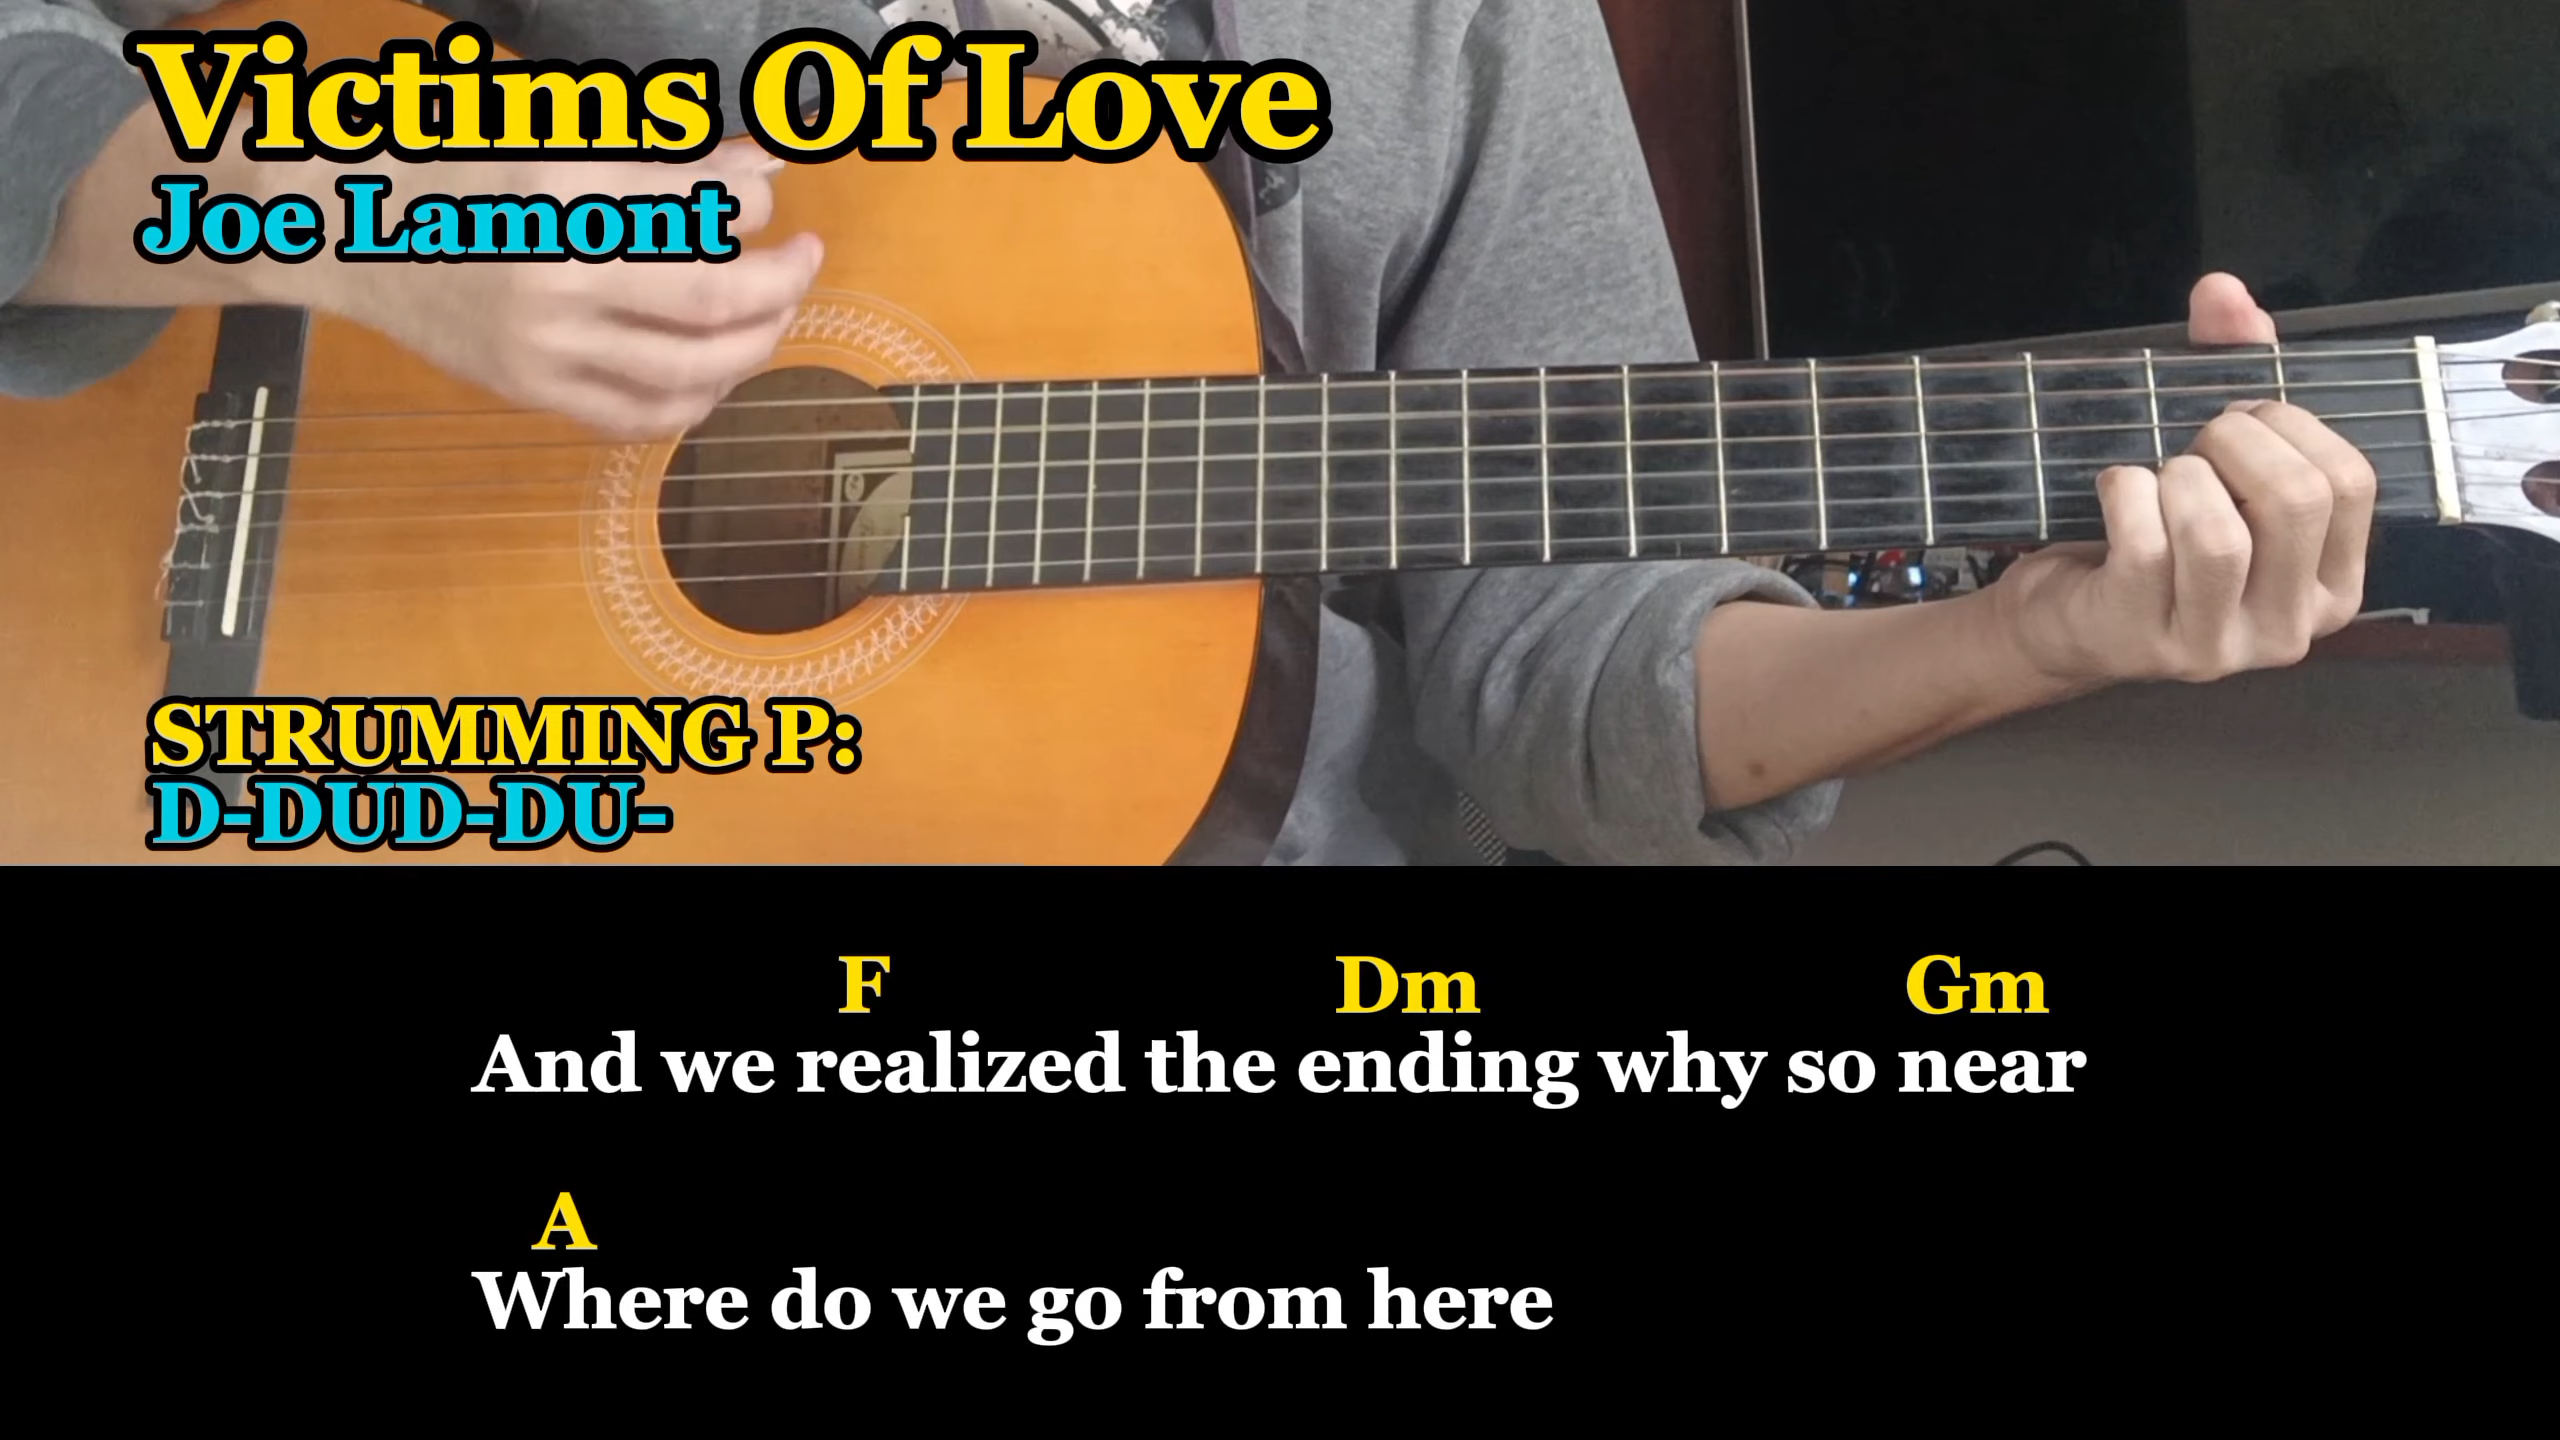 Victims Of Love
Joe Lamont
STRUMMING P:
D-DUD-DU-
F Dm Gm
And we realized the ending why so near
A
Where do we go from here